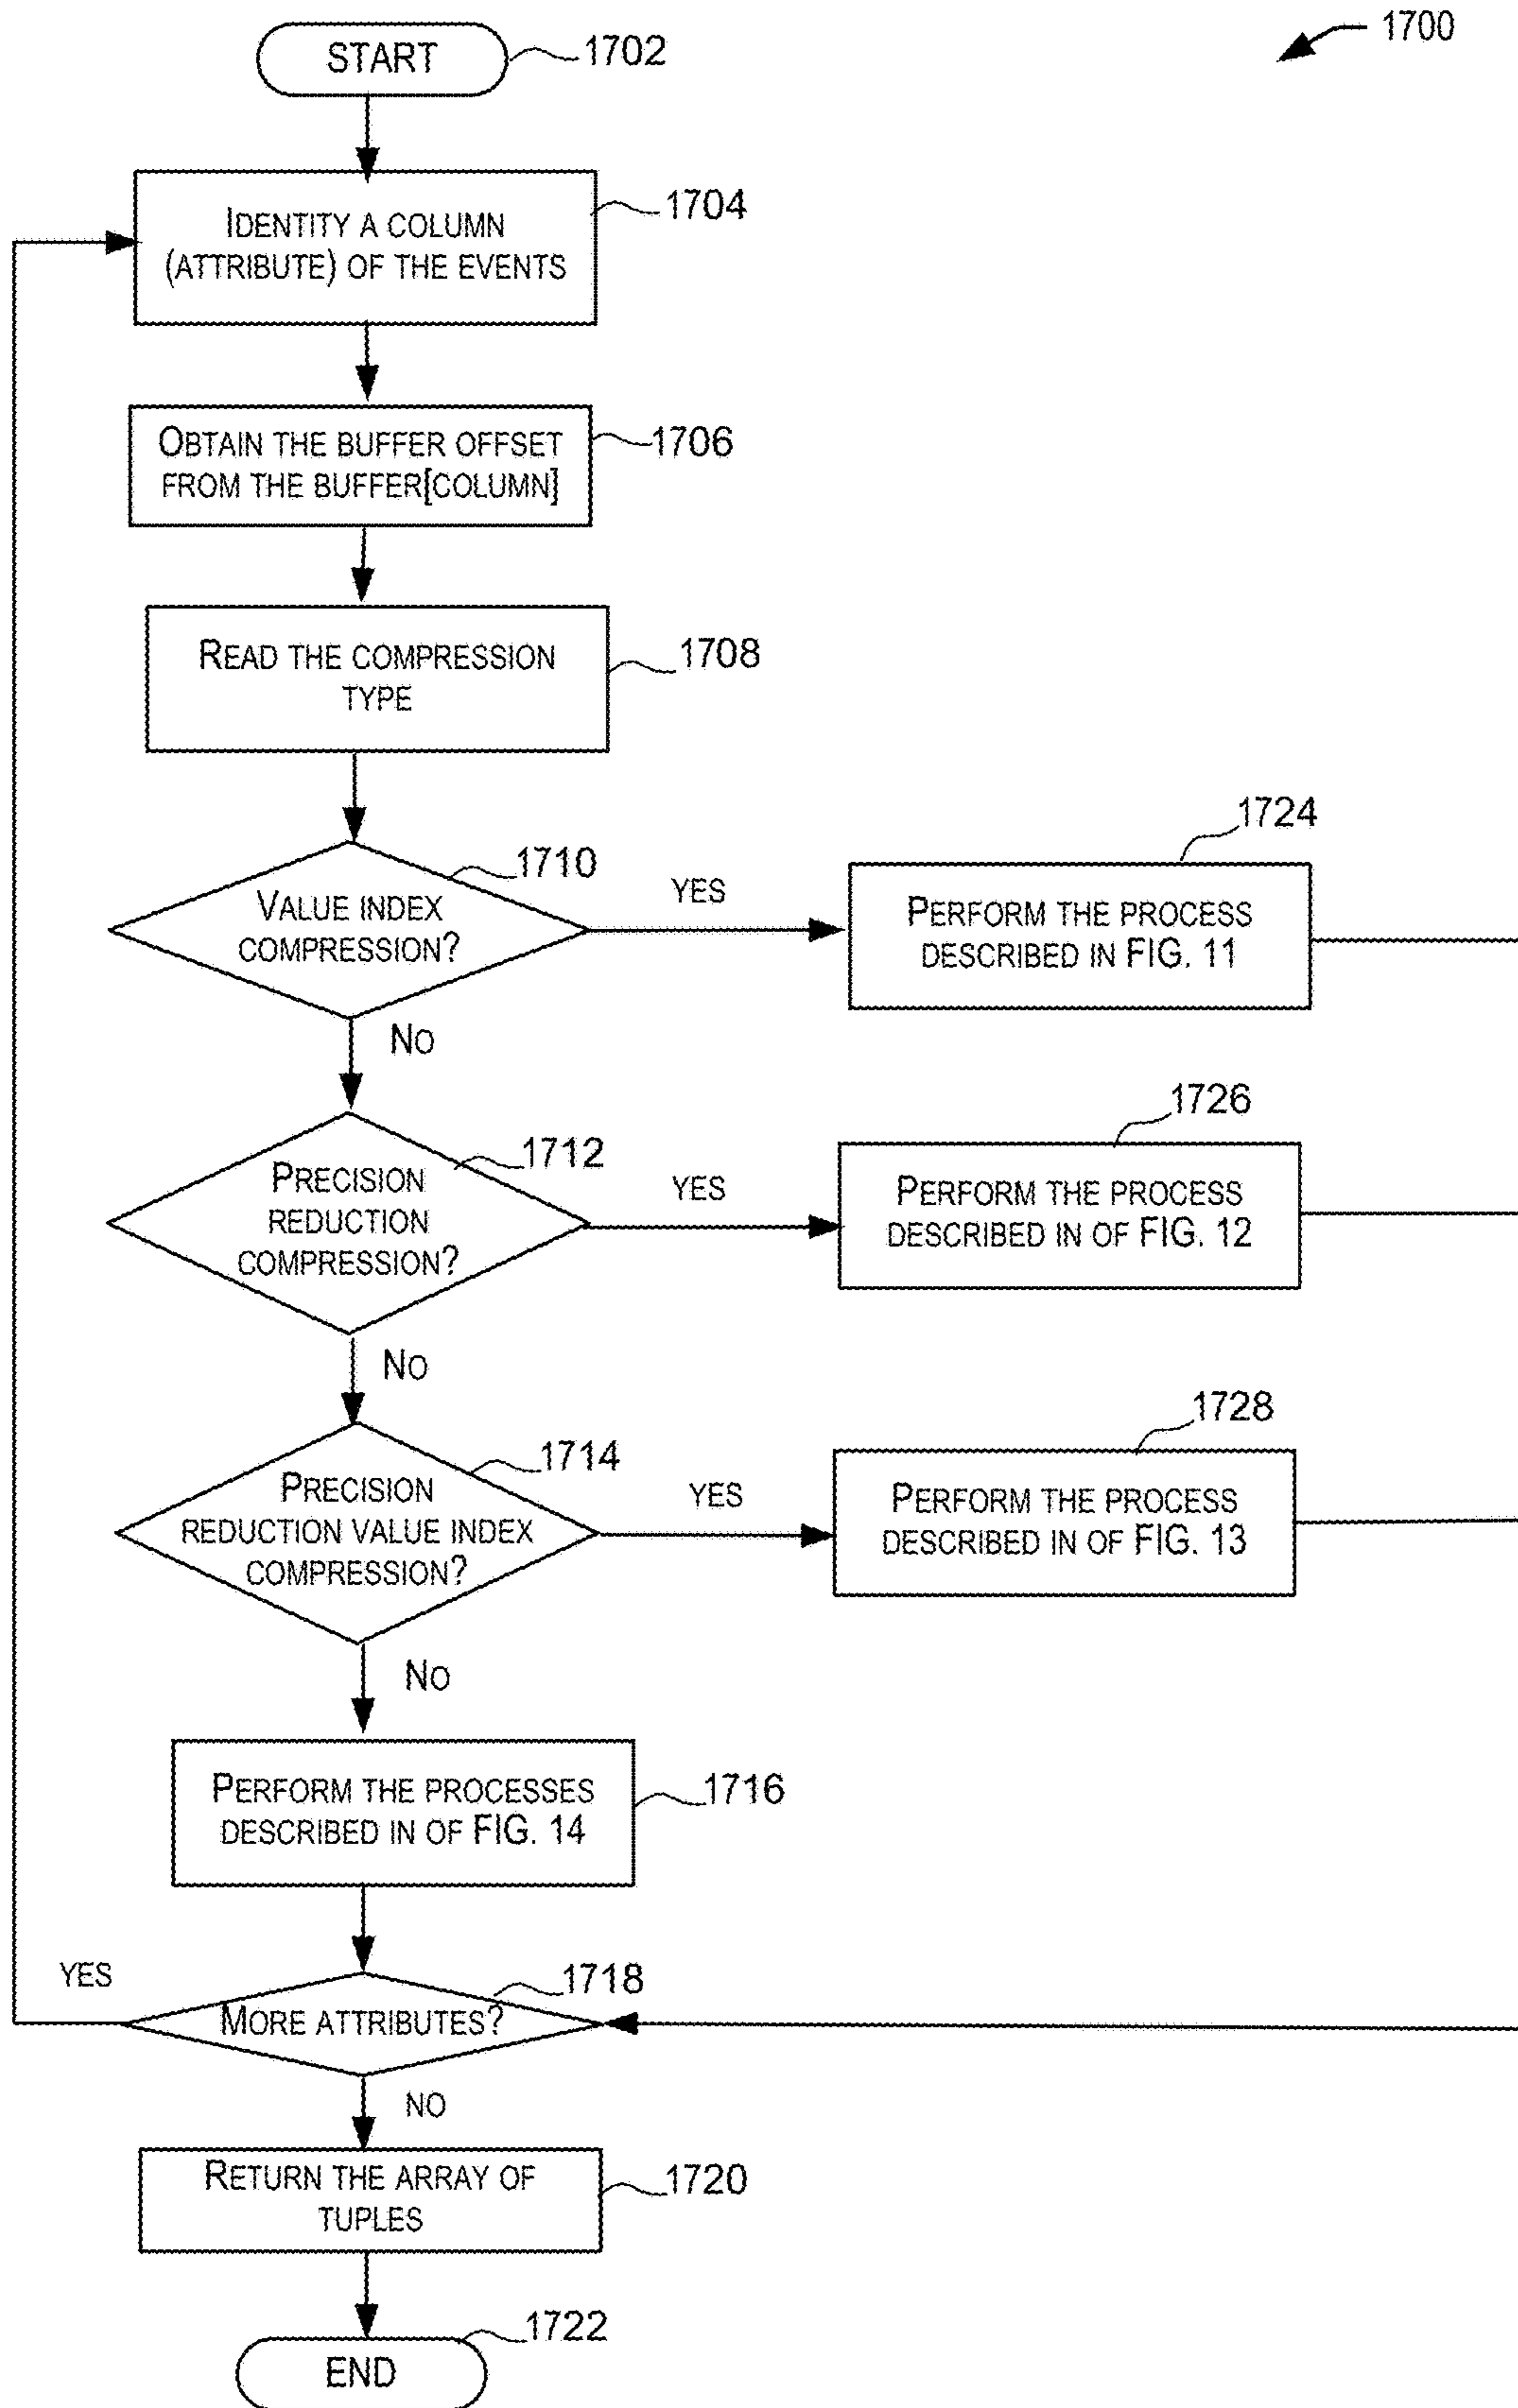 1700
START
1702
IDENTITY A COLUMN
(ATTRIBUTE) OF THE EVENTS
1704
OBTAIN THE BUFFER OFFSET
FROM THE BUFFER[COLUMN]
1706
READ THE COMPRESSION
TYPE
1708
VALUE INDEX
COMPRESSION?
1710
YES
PERFORM THE PROCESS
DESCRIBED IN FIG. 11
1724
NO
PRECISION
REDUCTION
COMPRESSION?
1712
YES
PERFORM THE PROCESS
DESCRIBED IN OF FIG. 12
1726
NO
PRECISION
REDUCTION VALUE INDEX
COMPRESSION?
1714
YES
PERFORM THE PROCESS
DESCRIBED IN OF FIG. 13
1728
NO
PERFORM THE PROCESSES
DESCRIBED IN OF FIG. 14
1716
YES
MORE ATTRIBUTES?
1718
NO
RETURN THE ARRAY OF
TUPLES
1720
END
1722